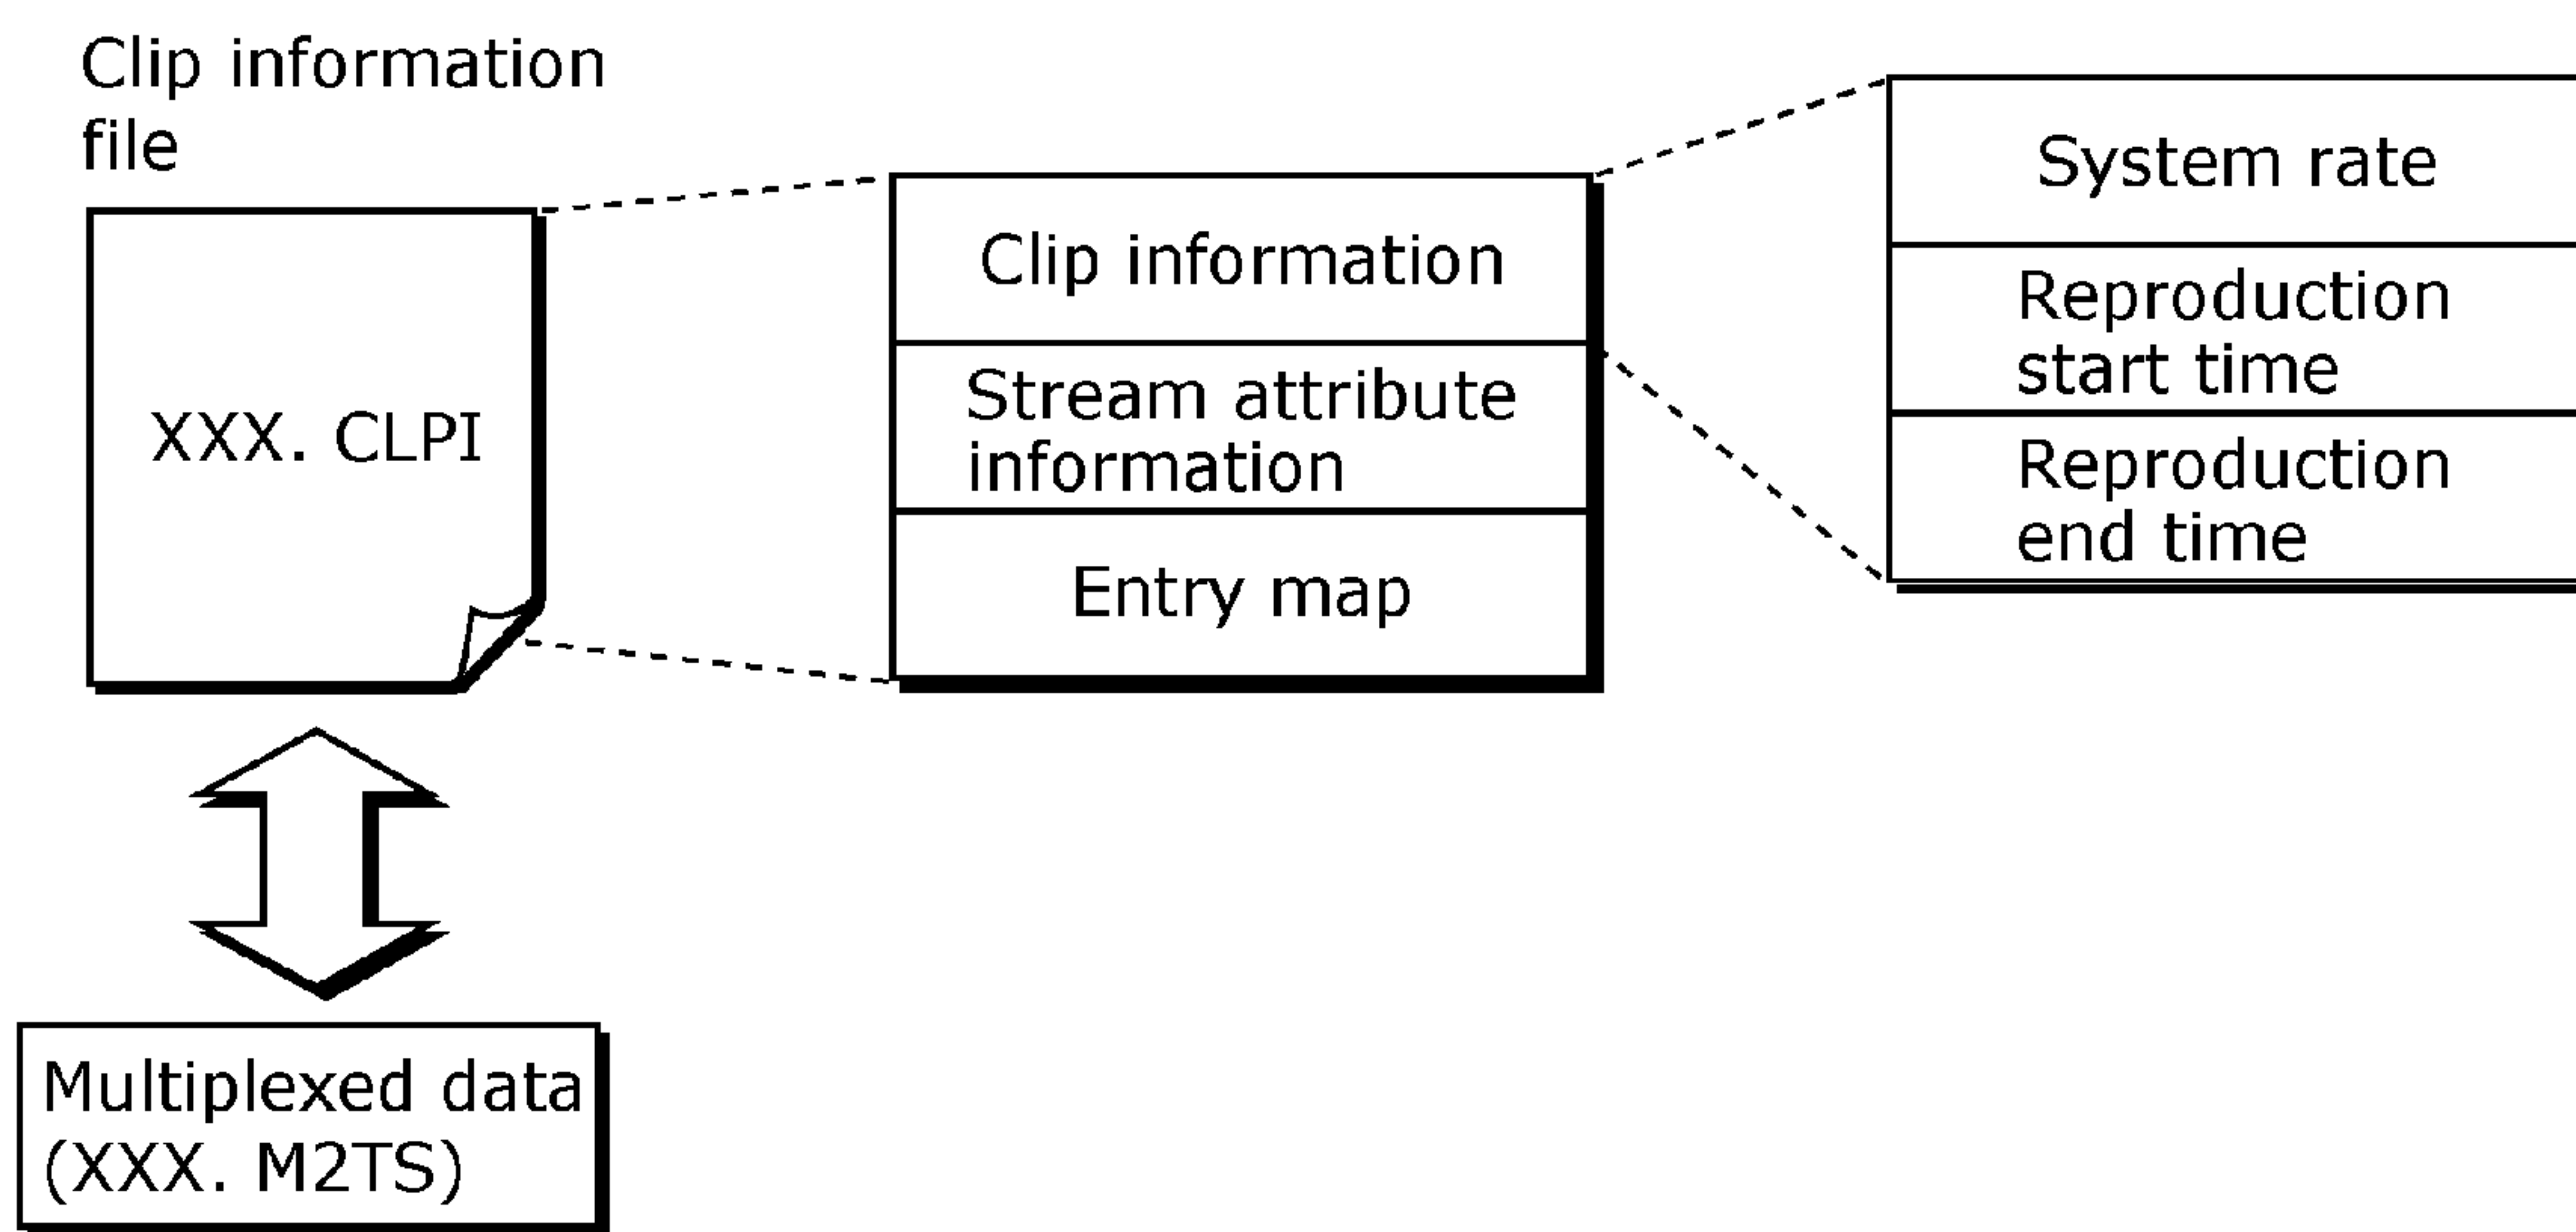 Clip information
file
XXX. CLPI
Clip information
Stream attribute
information
Entry map
System rate
Reproduction
start time
Reproduction
end time
Multiplexed data
(XXX. M2TS)